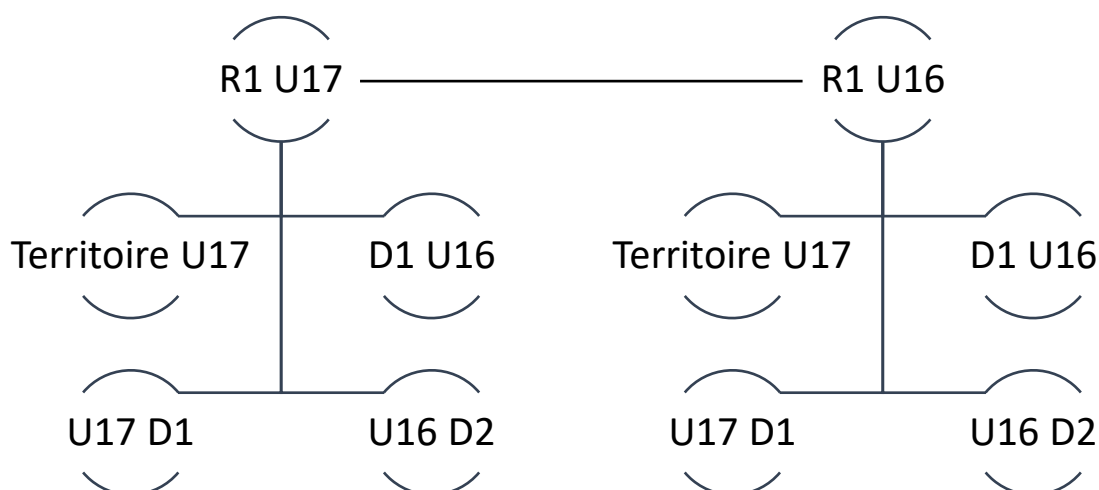 R1 U17
R1 U16
Territoire U17
D1 U16
Territoire U17
D1 U16
U17 D1
U16 D2
U17 D1
U16 D2